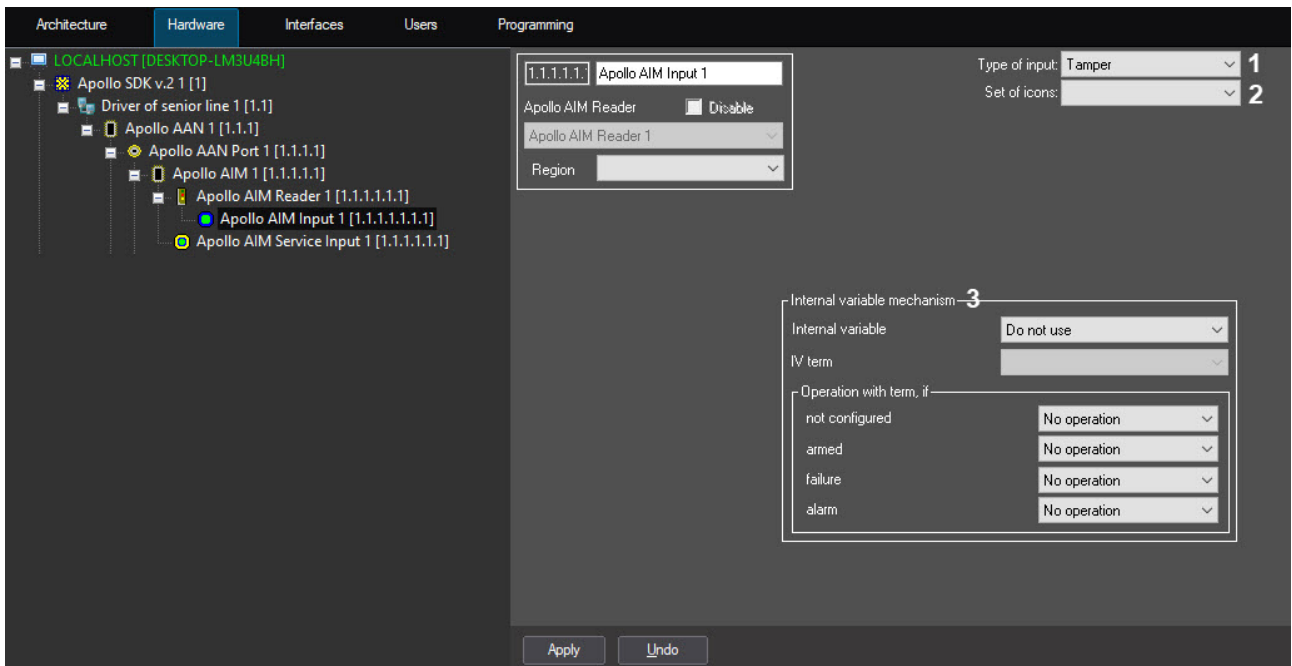 Architecture Hardware Interfaces Users Programming
LOCALHOST [DESKTOP-LM3U4BH]
Apollo SDK v.2 1 [1]
Driver of senior line 1 [1.1]
Apollo AAN 1 [1.1.1]
Apollo AAN Port 1 [1.1.1.1]
Apollo AIM 1 [1.1.1.1.1]
Apollo AIM Reader 1 [1.1.1.1.1.1]
Apollo AIM Input 1 [1.1.1.1.1.1.1]
Apollo AIM Service Input 1 [1.1.1.1.1.1]
1.1.1.1.1. Apollo AIM Input 1
Apollo AIM Reader Disable
Apollo AIM Reader 1
Region
Type of input: Tamper 1
Set of icons: 2
Internal variable mechanism 3
Internal variable Do not use
IV term
Operation with term, if
not configured No operation
armed No operation
failure No operation
alarm No operation
Apply Undo